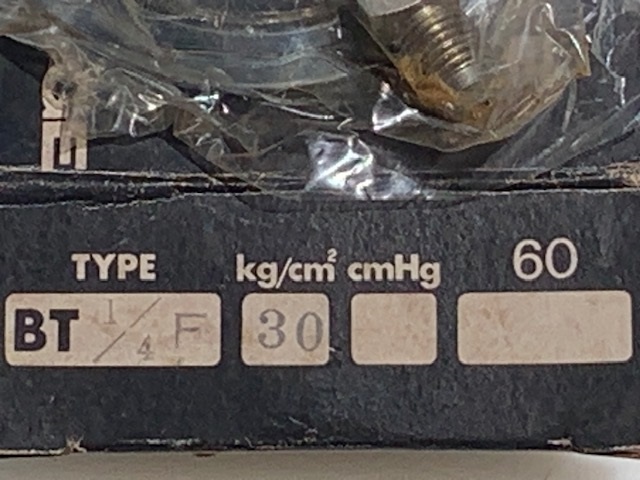 TYPE kg/cm² cmHg 60
BT 1/4 F 30